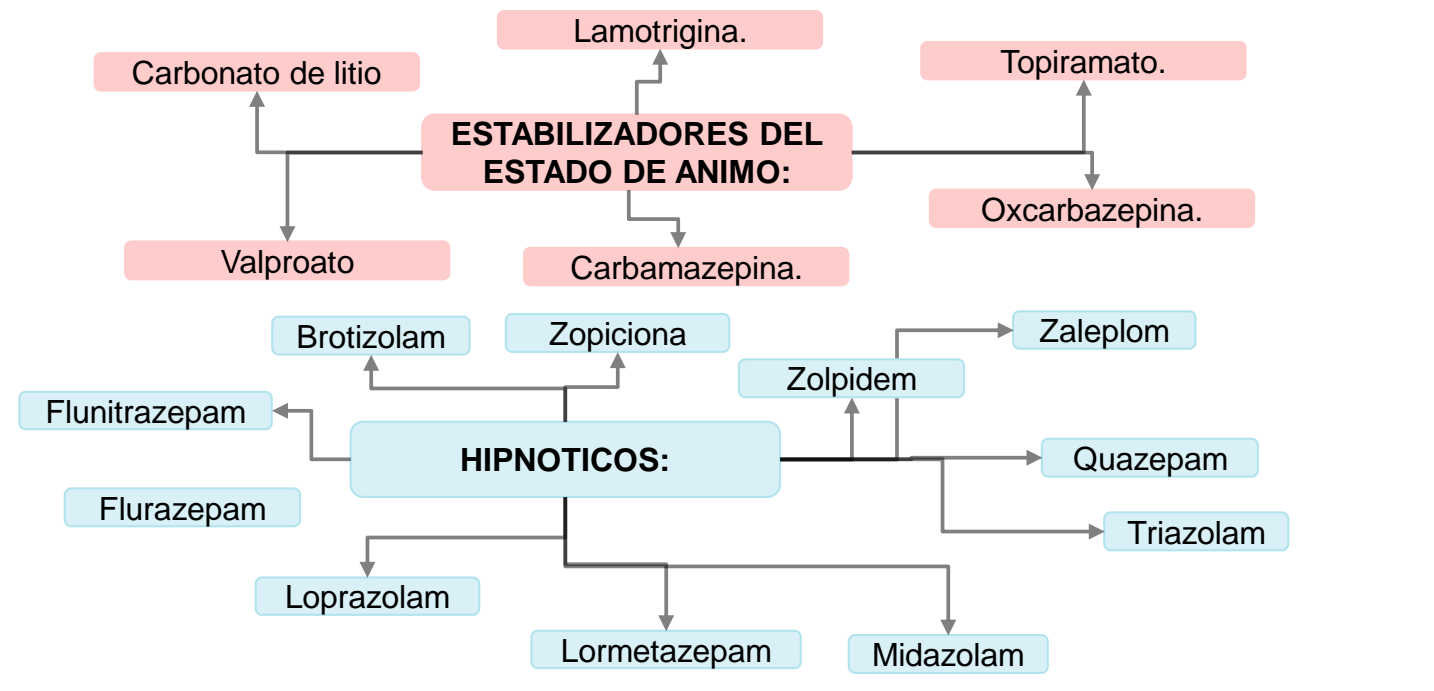 Lamotrigina.
Carbonato de litio
Topiramato.
ESTABILIZADORES DEL
ESTADO DE ANIMO:
Oxcarbazepina.
Valproato
Carbamazepina.
Brotizolam
Zopiciona
Zaleplom
Zolpidem
Flunitrazepam
HIPNOTICOS:
Quazepam
Flurazepam
Triazolam
Loprazolam
Lormetazepam
Midazolam